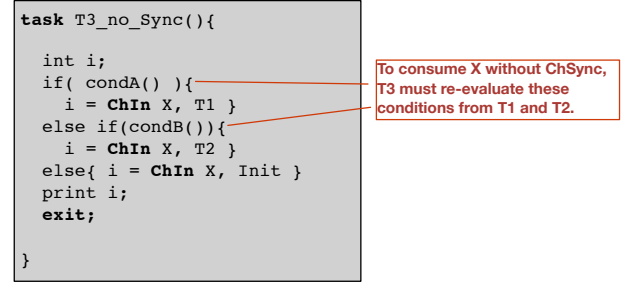 task T3_no_Sync(){
int i;
if( condA() ){
i = ChIn X, T1 }
else if(condB()){
i = ChIn X, T2 }
else{ i = ChIn X, Init }
print i;
exit;
}
To consume X without ChSync,
T3 must re-evaluate these
conditions from T1 and T2.